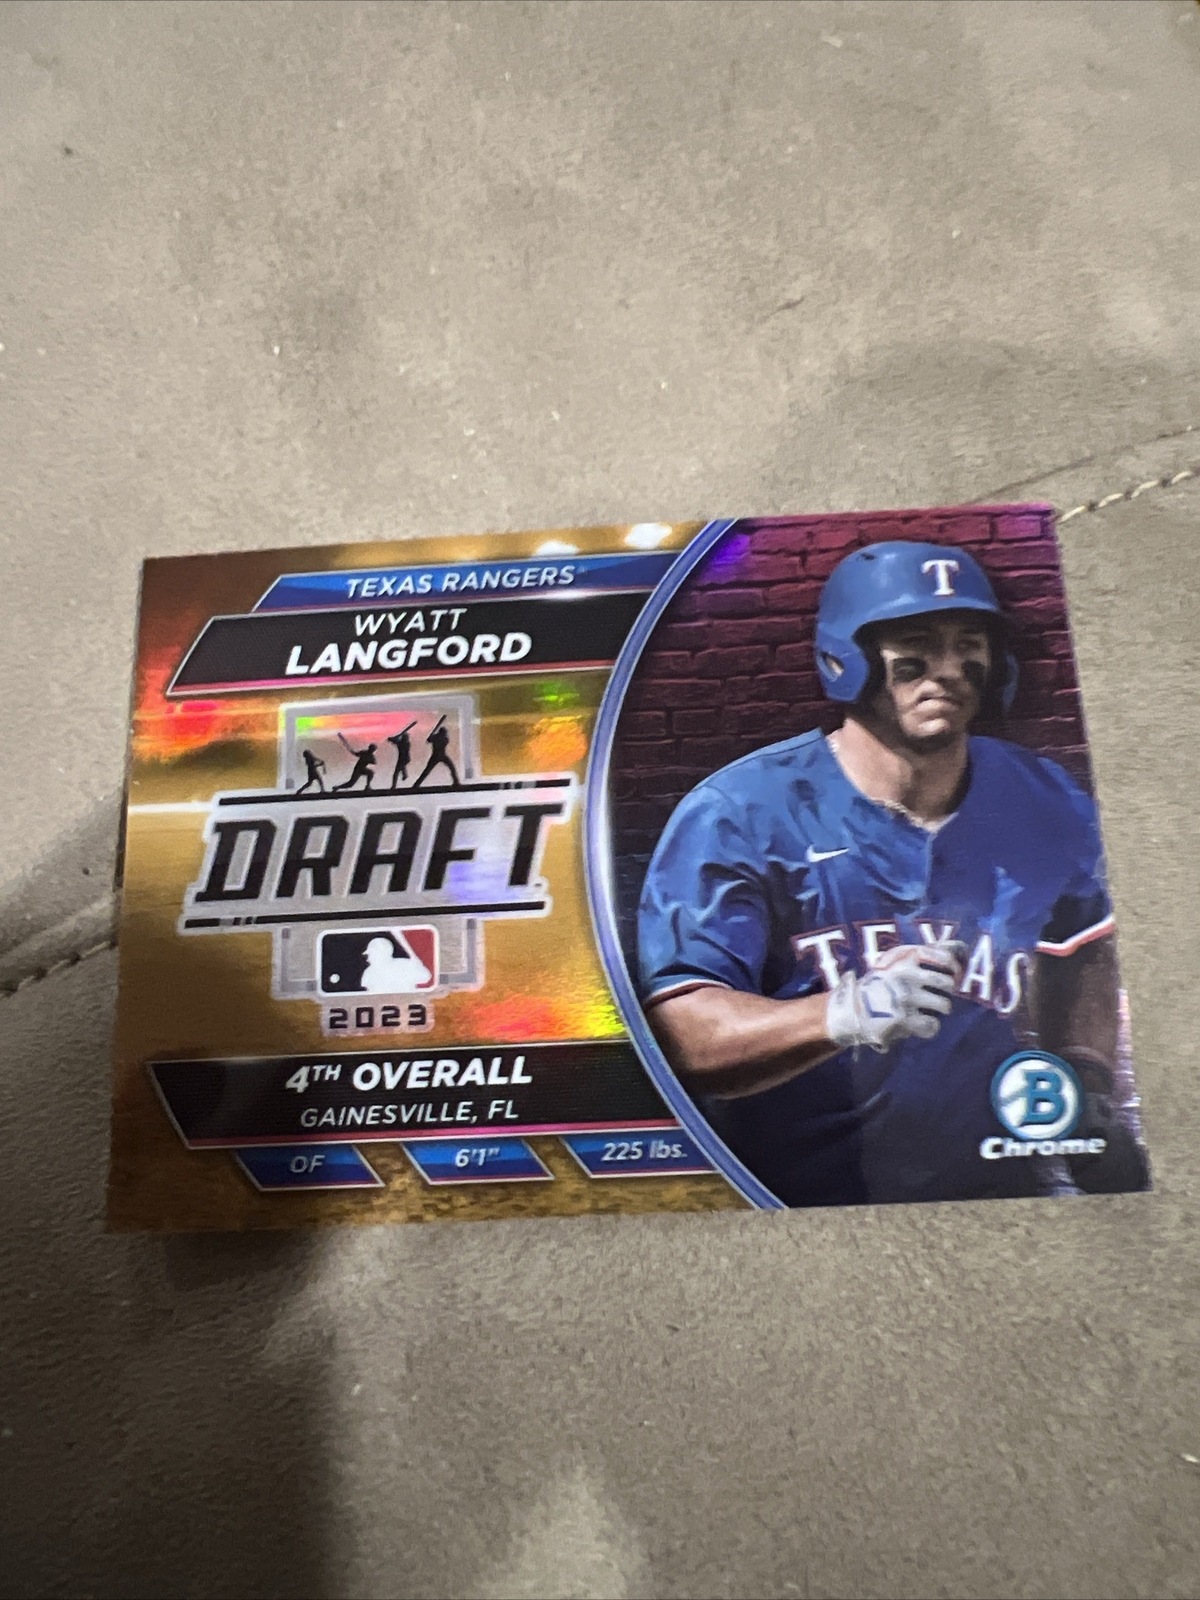 TEXAS RANGERS
WYATT
LANGFORD
DRAFT
2023
4TH OVERALL
GAINESVILLE, FL
OF 6'1" 225 lbs.
T
TEXAS
B
Chrome